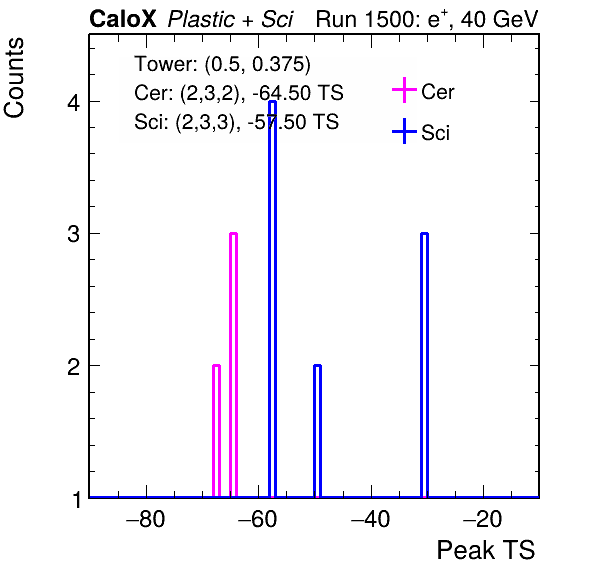 CaloX Plastic + Sci Run 1500: e⁺, 40 GeV
Tower: (0.5, 0.375)
Cer: (2,3,2), -64.50 TS
Sci: (2,3,3), -57.50 TS
Cer
Sci
Counts
4
3
2
1
−80 −60 −40 −20
Peak TS